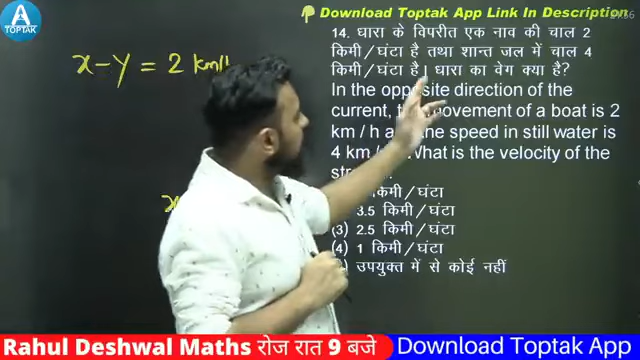 Download Toptak App Link In Description
TOPTAK
14. धारा के विपरीत एक नाव की चाल 2
किमी/घंटा है तथा शान्त जल में चाल 4
किमी/घंटा है। धारा का वेग क्या है?
In the opposite direction of the
current, movement of a boat is 2
km / h and the speed in still water is
4 km / What is the velocity of the
किमी/घंटा
3.5 किमी/घंटा
(3) 2.5 किमी/घंटा
(4) 1 किमी/घंटा
उपयुक्त में से कोई नहीं
x-y = 2 km/h
x
Rahul Deshwal Maths रोज रात 9 बजे
Download Toptak App